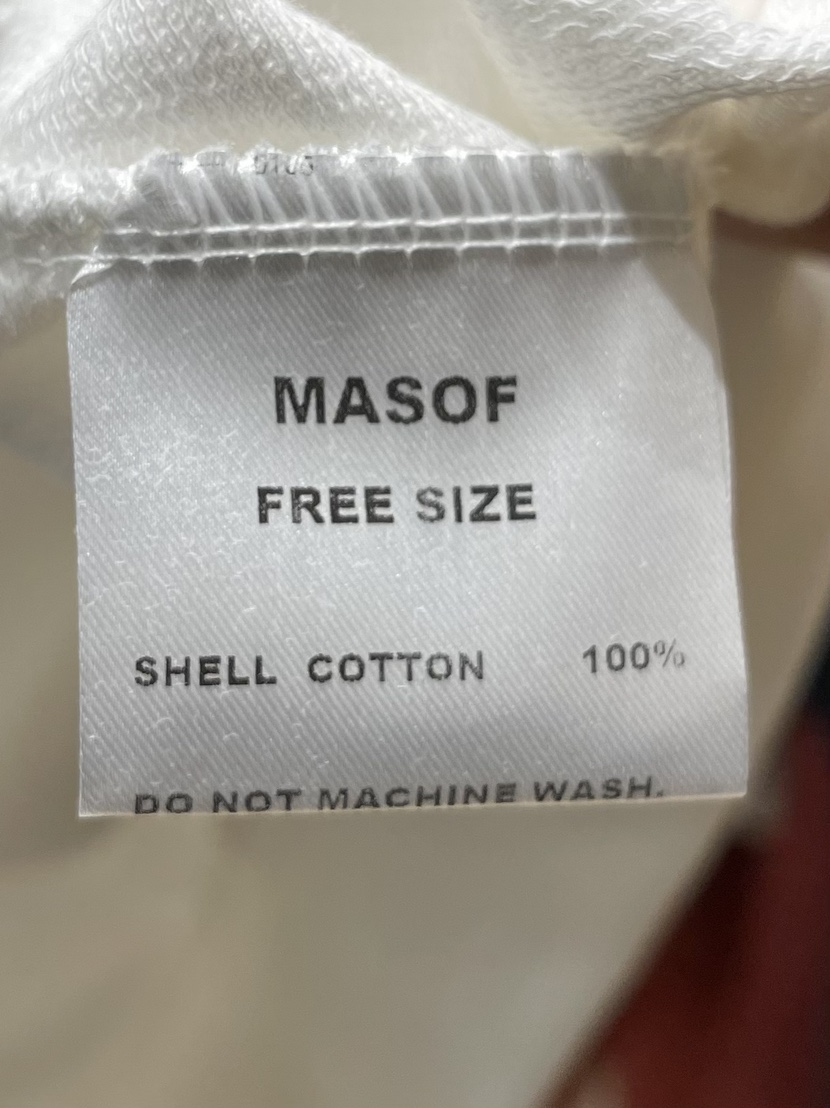 MASOF
FREE SIZE
SHELL COTTON 100%
DO NOT MACHINE WASH.